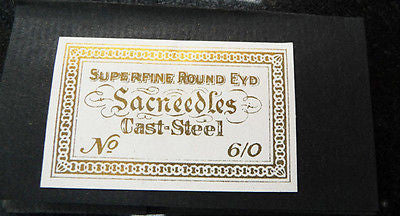 SUPERFINE ROUND EYD
Sacneedles
Cast-Steel
No 6/0